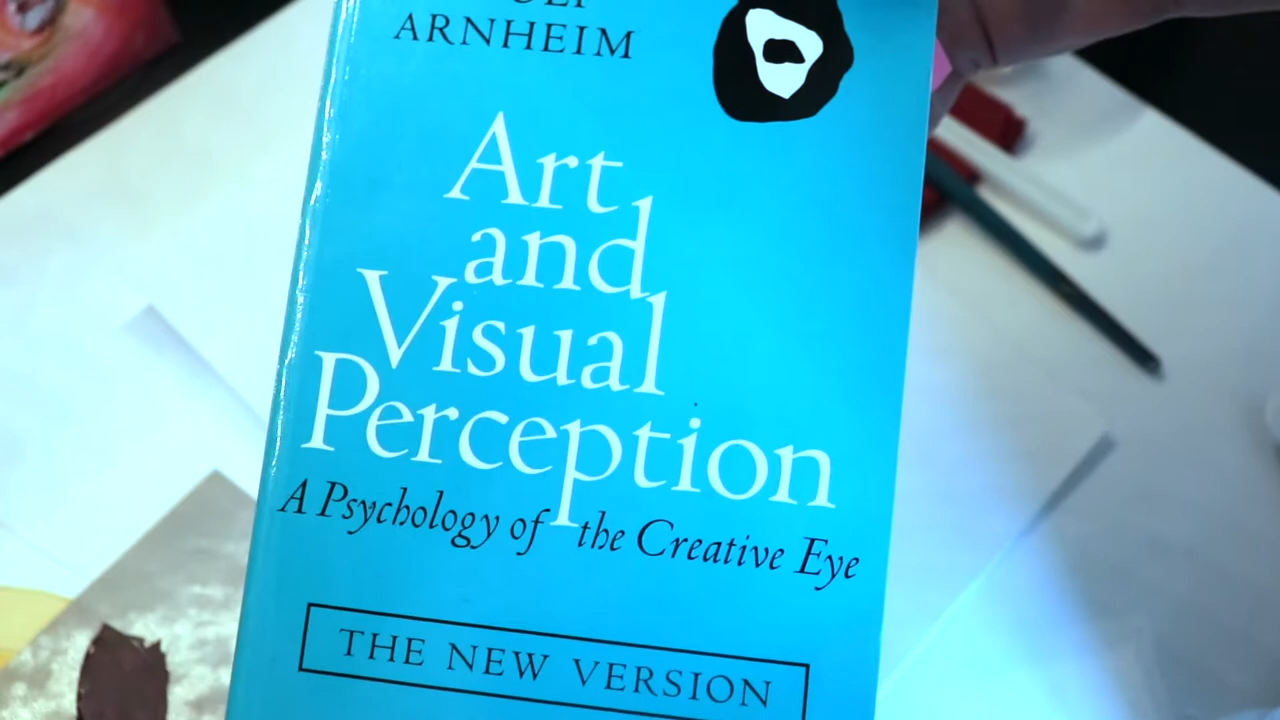 ARNHEIM
Art
and
Visual
Perception
A Psychology of the Creative Eye
THE NEW VERSION